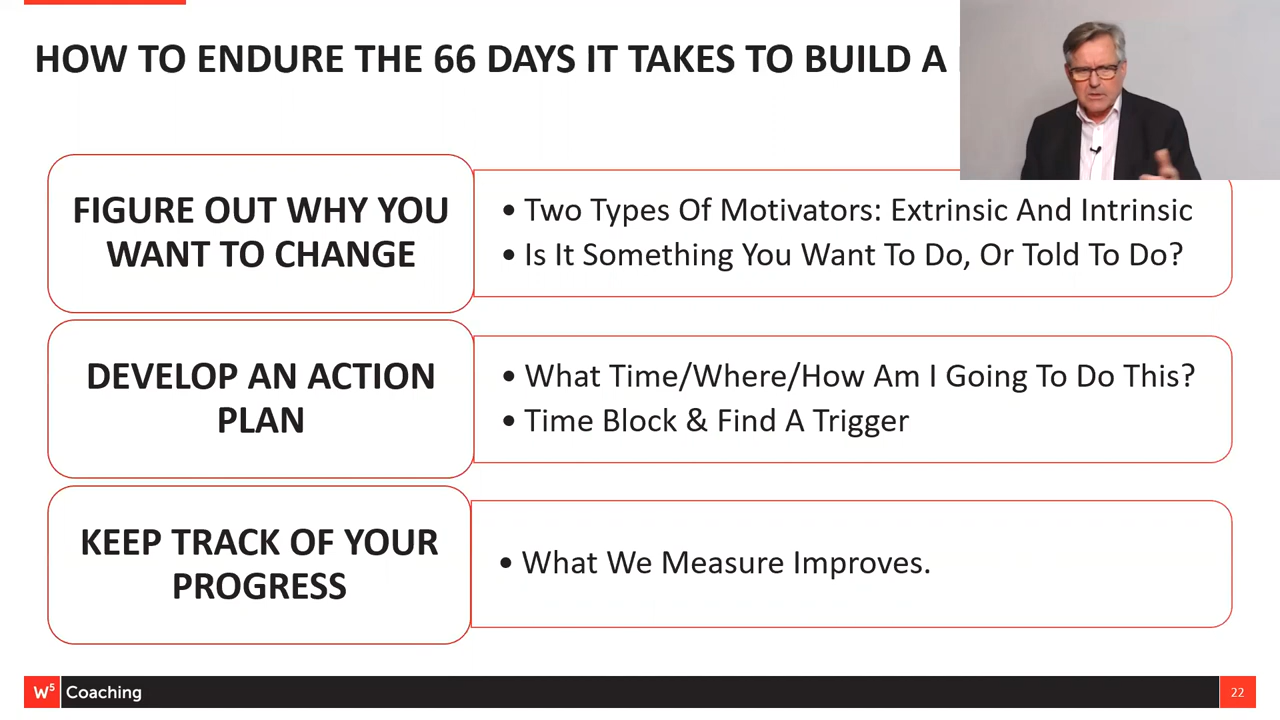 HOW TO ENDURE THE 66 DAYS IT TAKES TO BUILD A
FIGURE OUT WHY YOU
WANT TO CHANGE
• Two Types Of Motivators: Extrinsic And Intrinsic
• Is It Something You Want To Do, Or Told To Do?
DEVELOP AN ACTION
PLAN
• What Time/Where/How Am I Going To Do This?
• Time Block & Find A Trigger
KEEP TRACK OF YOUR
PROGRESS
• What We Measure Improves.
W⁵ Coaching
22